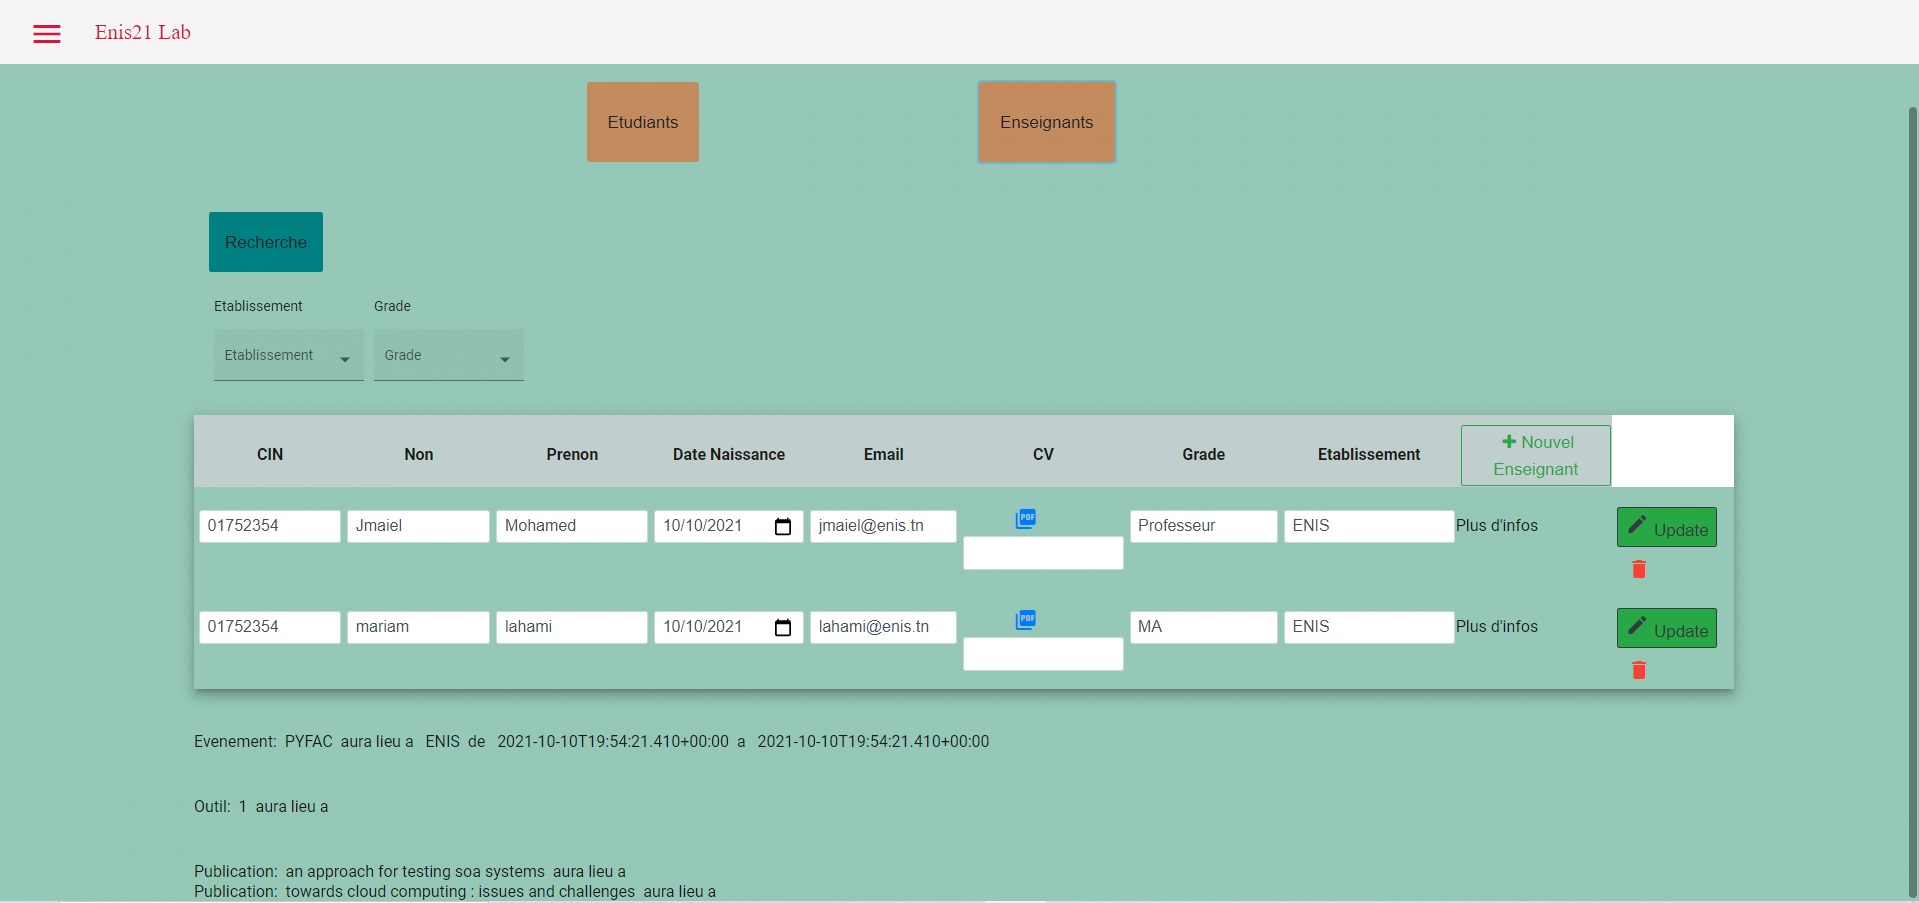 Enis21 Lab
Etudiants Enseignants
Recherche
Etablissement Grade
Etablissement Grade
CIN Non Prenon Date Naissance Email CV Grade Etablissement Nouvel Enseignant
01752354 Jmaiel Mohamed 10/10/2021 jmaiel@enis.tn PDF Professeur ENIS Plus d'infos Update
01752354 mariam lahami 10/10/2021 lahami@enis.tn PDF MA ENIS Plus d'infos Update
Evenement: PYFAC aura lieu a ENIS de 2021-10-10T19:54:21.410+00:00 a 2021-10-10T19:54:21.410+00:00
Outil: 1 aura lieu a
Publication: an approach for testing soa systems aura lieu a
Publication: towards cloud computing : issues and challenges aura lieu a